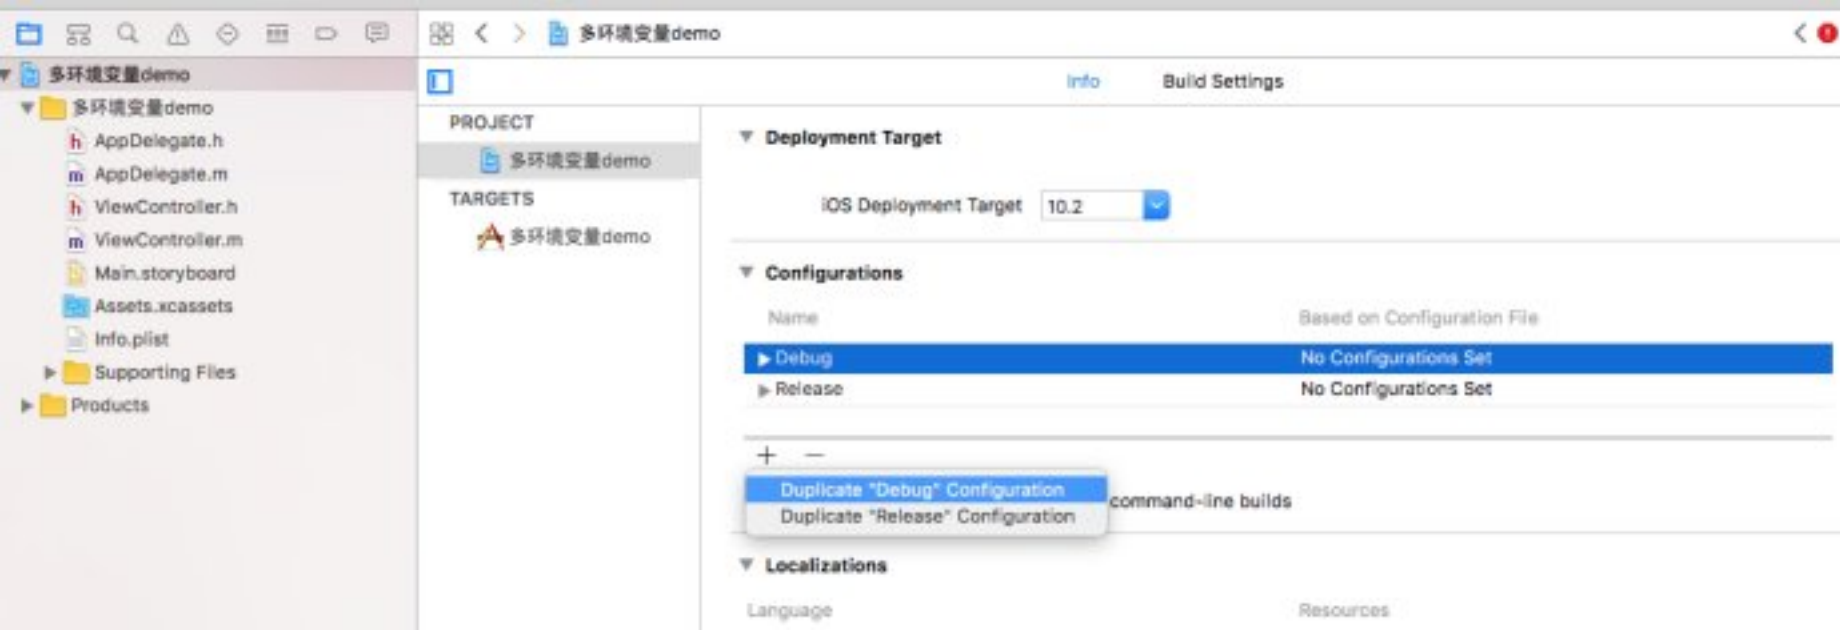 多环境变量demo
多环境变量demo
多环境变量demo
h AppDelegate.h
m AppDelegate.m
h ViewController.h
m ViewController.m
Main.storyboard
Assets.xcassets
Info.plist
Supporting Files
Products
Info
Build Settings
PROJECT
多环境变量demo
TARGETS
多环境变量demo
Deployment Target
iOS Deployment Target 10.2
Configurations
Name Based on Configuration File
Debug No Configurations Set
Release No Configurations Set
+ −
Duplicate "Debug" Configuration
Duplicate "Release" Configuration
command-line builds
Localizations
Language Resources